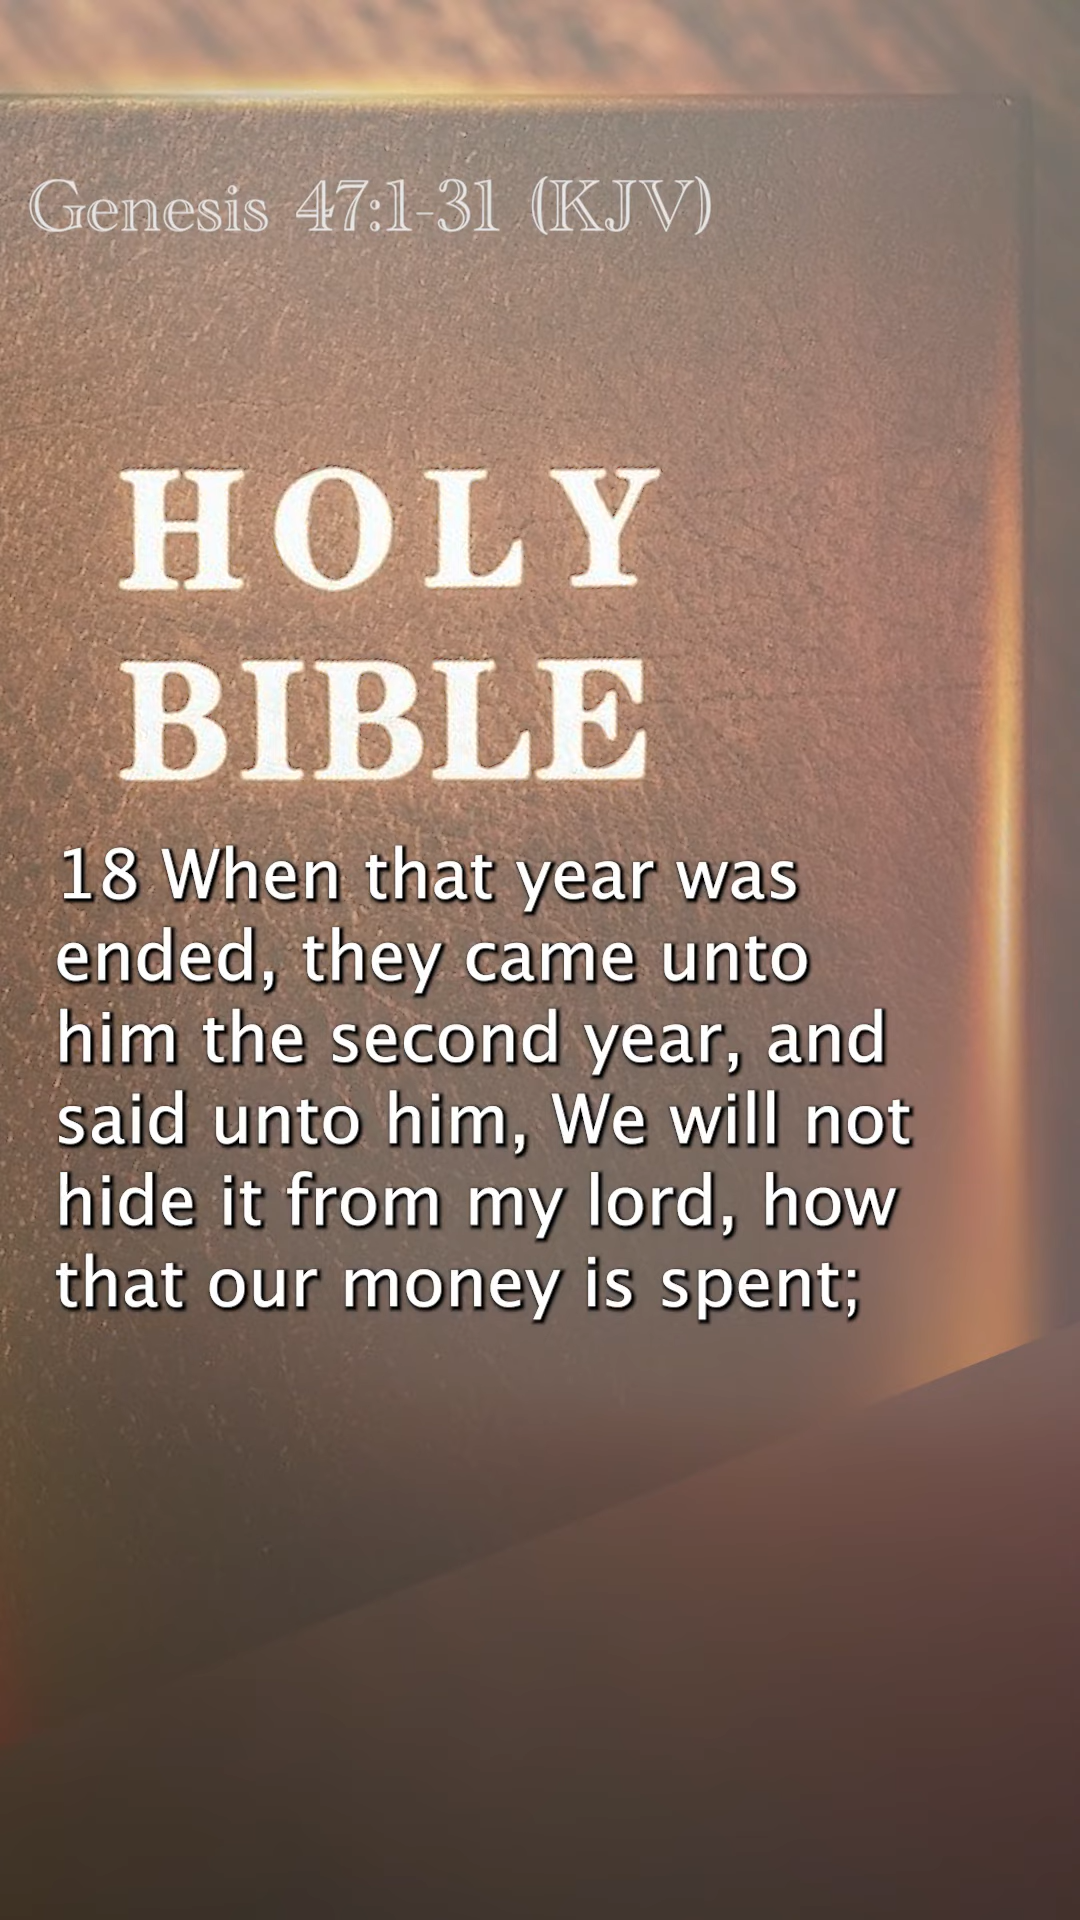 Genesis 47:1-31 (KJV)
HOLY
BIBLE
18 When that year was
ended, they came unto
him the second year, and
said unto him, We will not
hide it from my lord, how
that our money is spent;